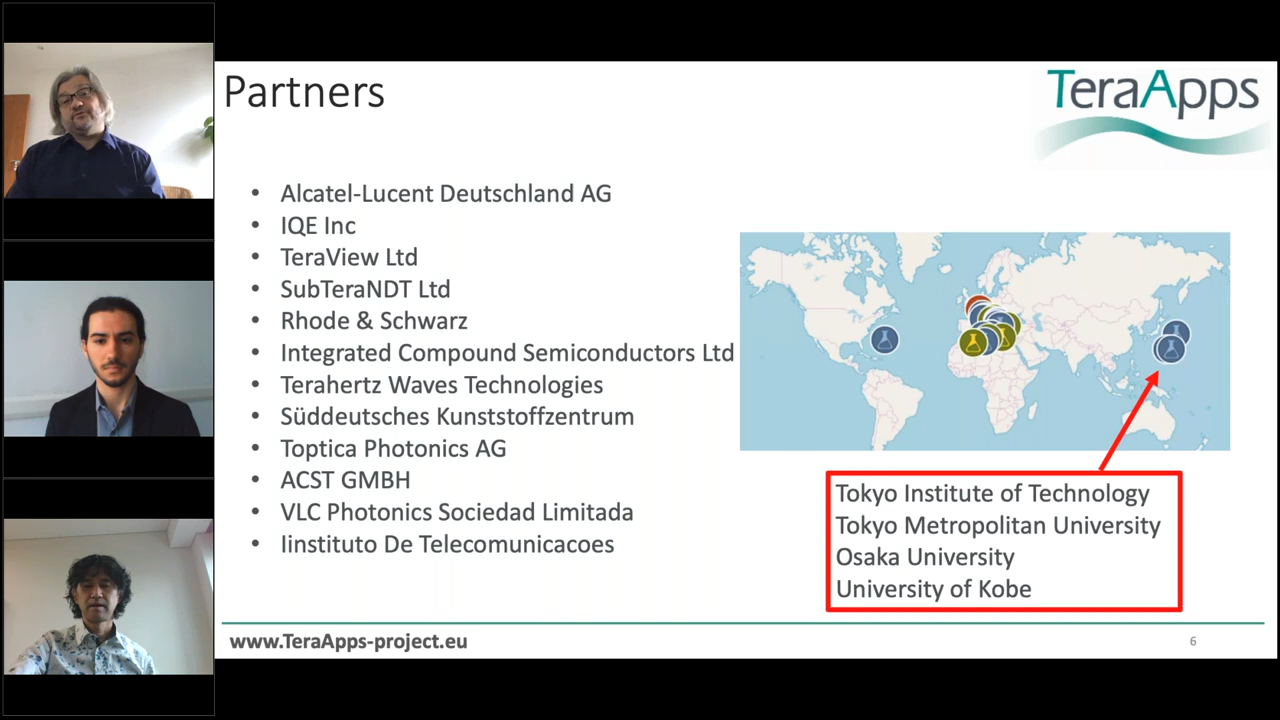 Partners
TeraApps
• Alcatel-Lucent Deutschland AG
• IQE Inc
• TeraView Ltd
• SubTeraNDT Ltd
• Rhode & Schwarz
• Integrated Compound Semiconductors Ltd
• Terahertz Waves Technologies
• Süddeutsches Kunststoffzentrum
• Toptica Photonics AG
• ACST GMBH
• VLC Photonics Sociedad Limitada
• Iinstituto De Telecomunicacoes
Tokyo Institute of Technology
Tokyo Metropolitan University
Osaka University
University of Kobe
www.TeraApps-project.eu
6